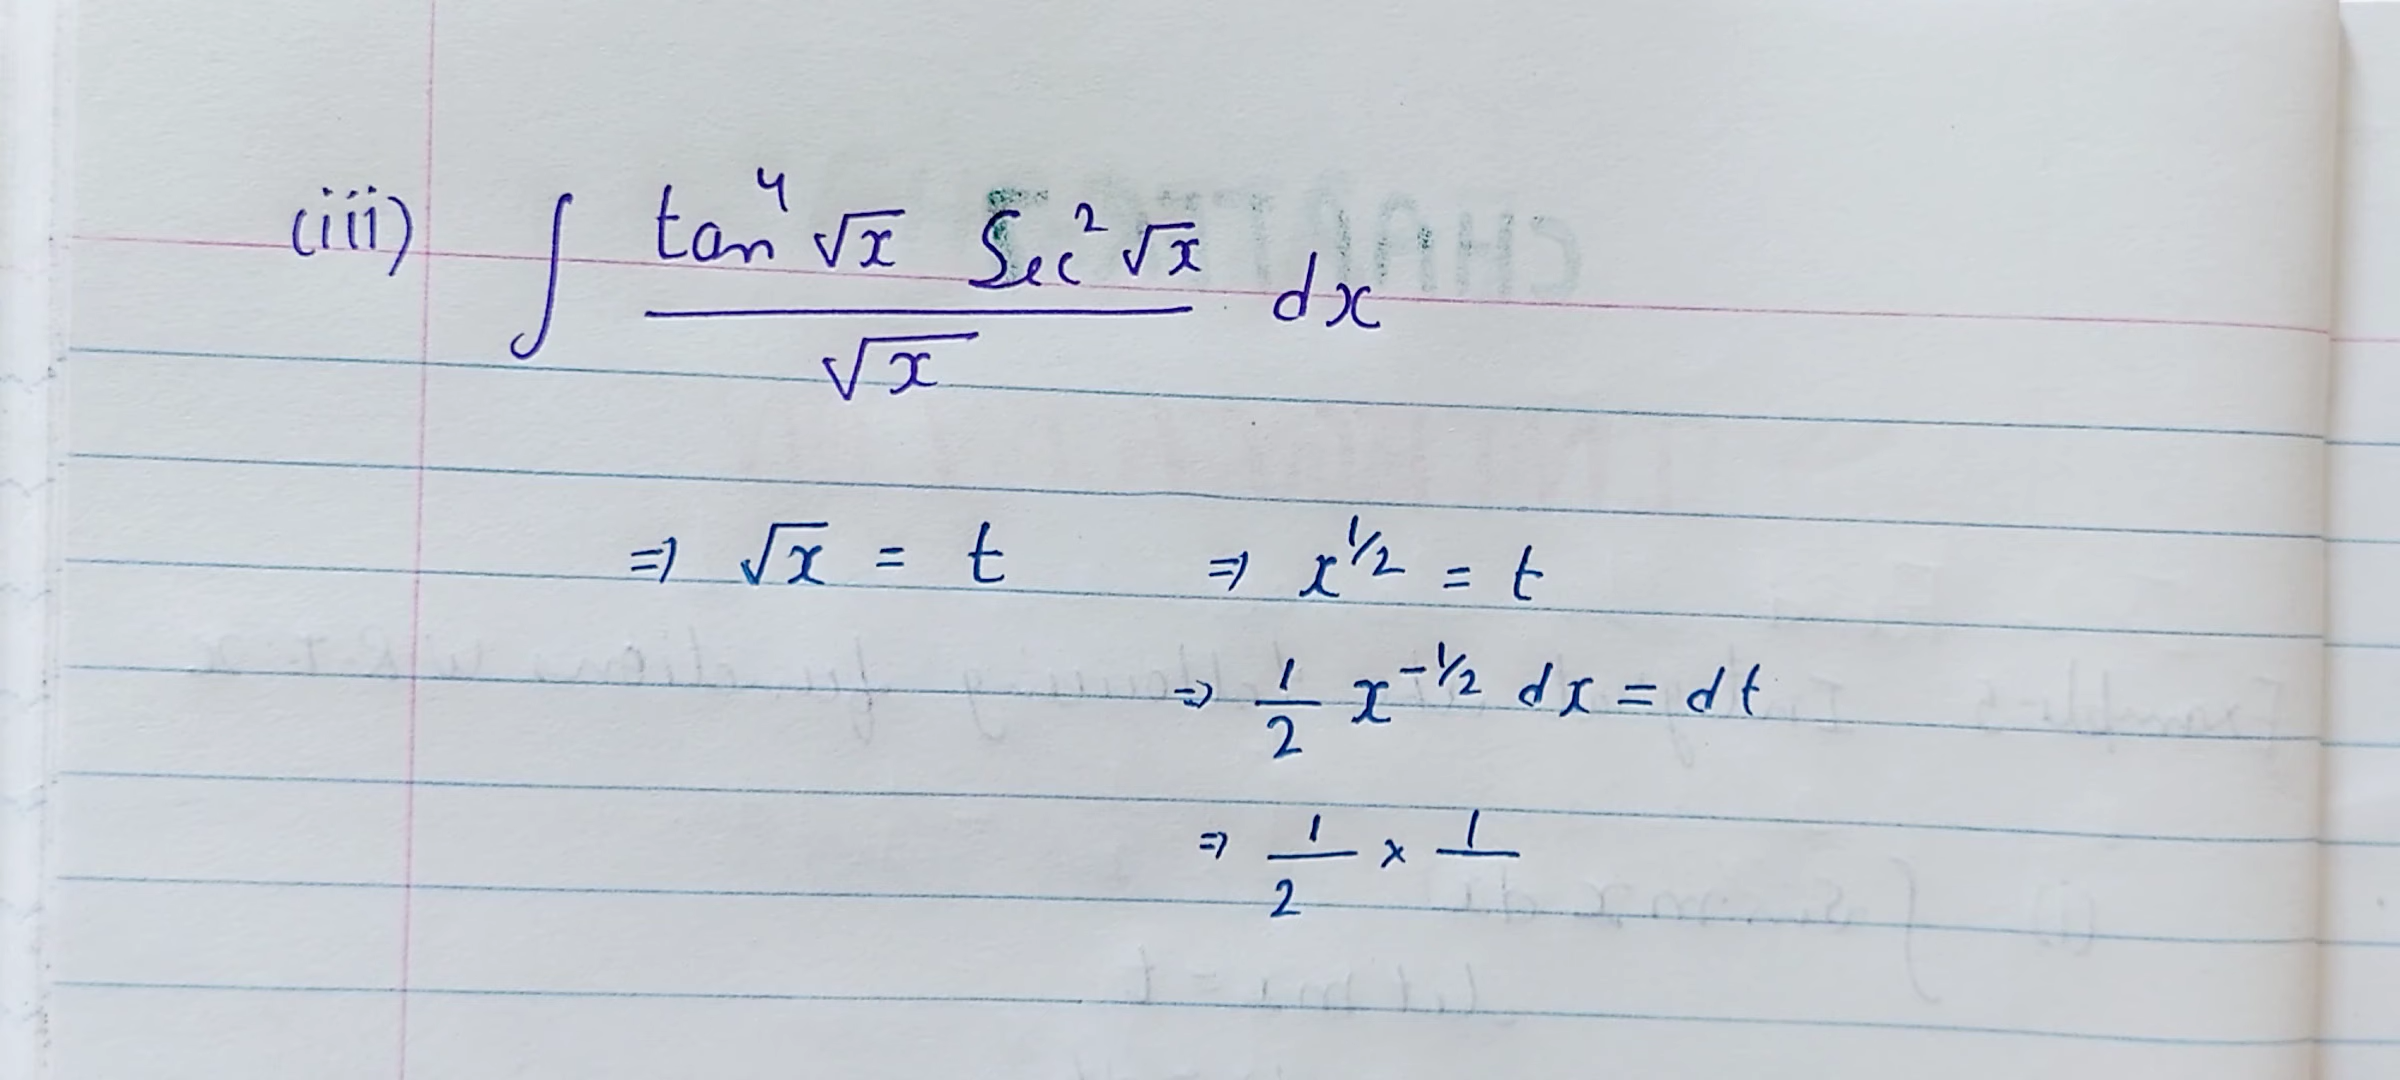 (iii) ∫ tan⁴ √x Sec² √x / √x dx
⇒ √x = t ⇒ x^1/2 = t
⇒ 1/2 x^-1/2 dx = dt
⇒ 1/2 × 1/